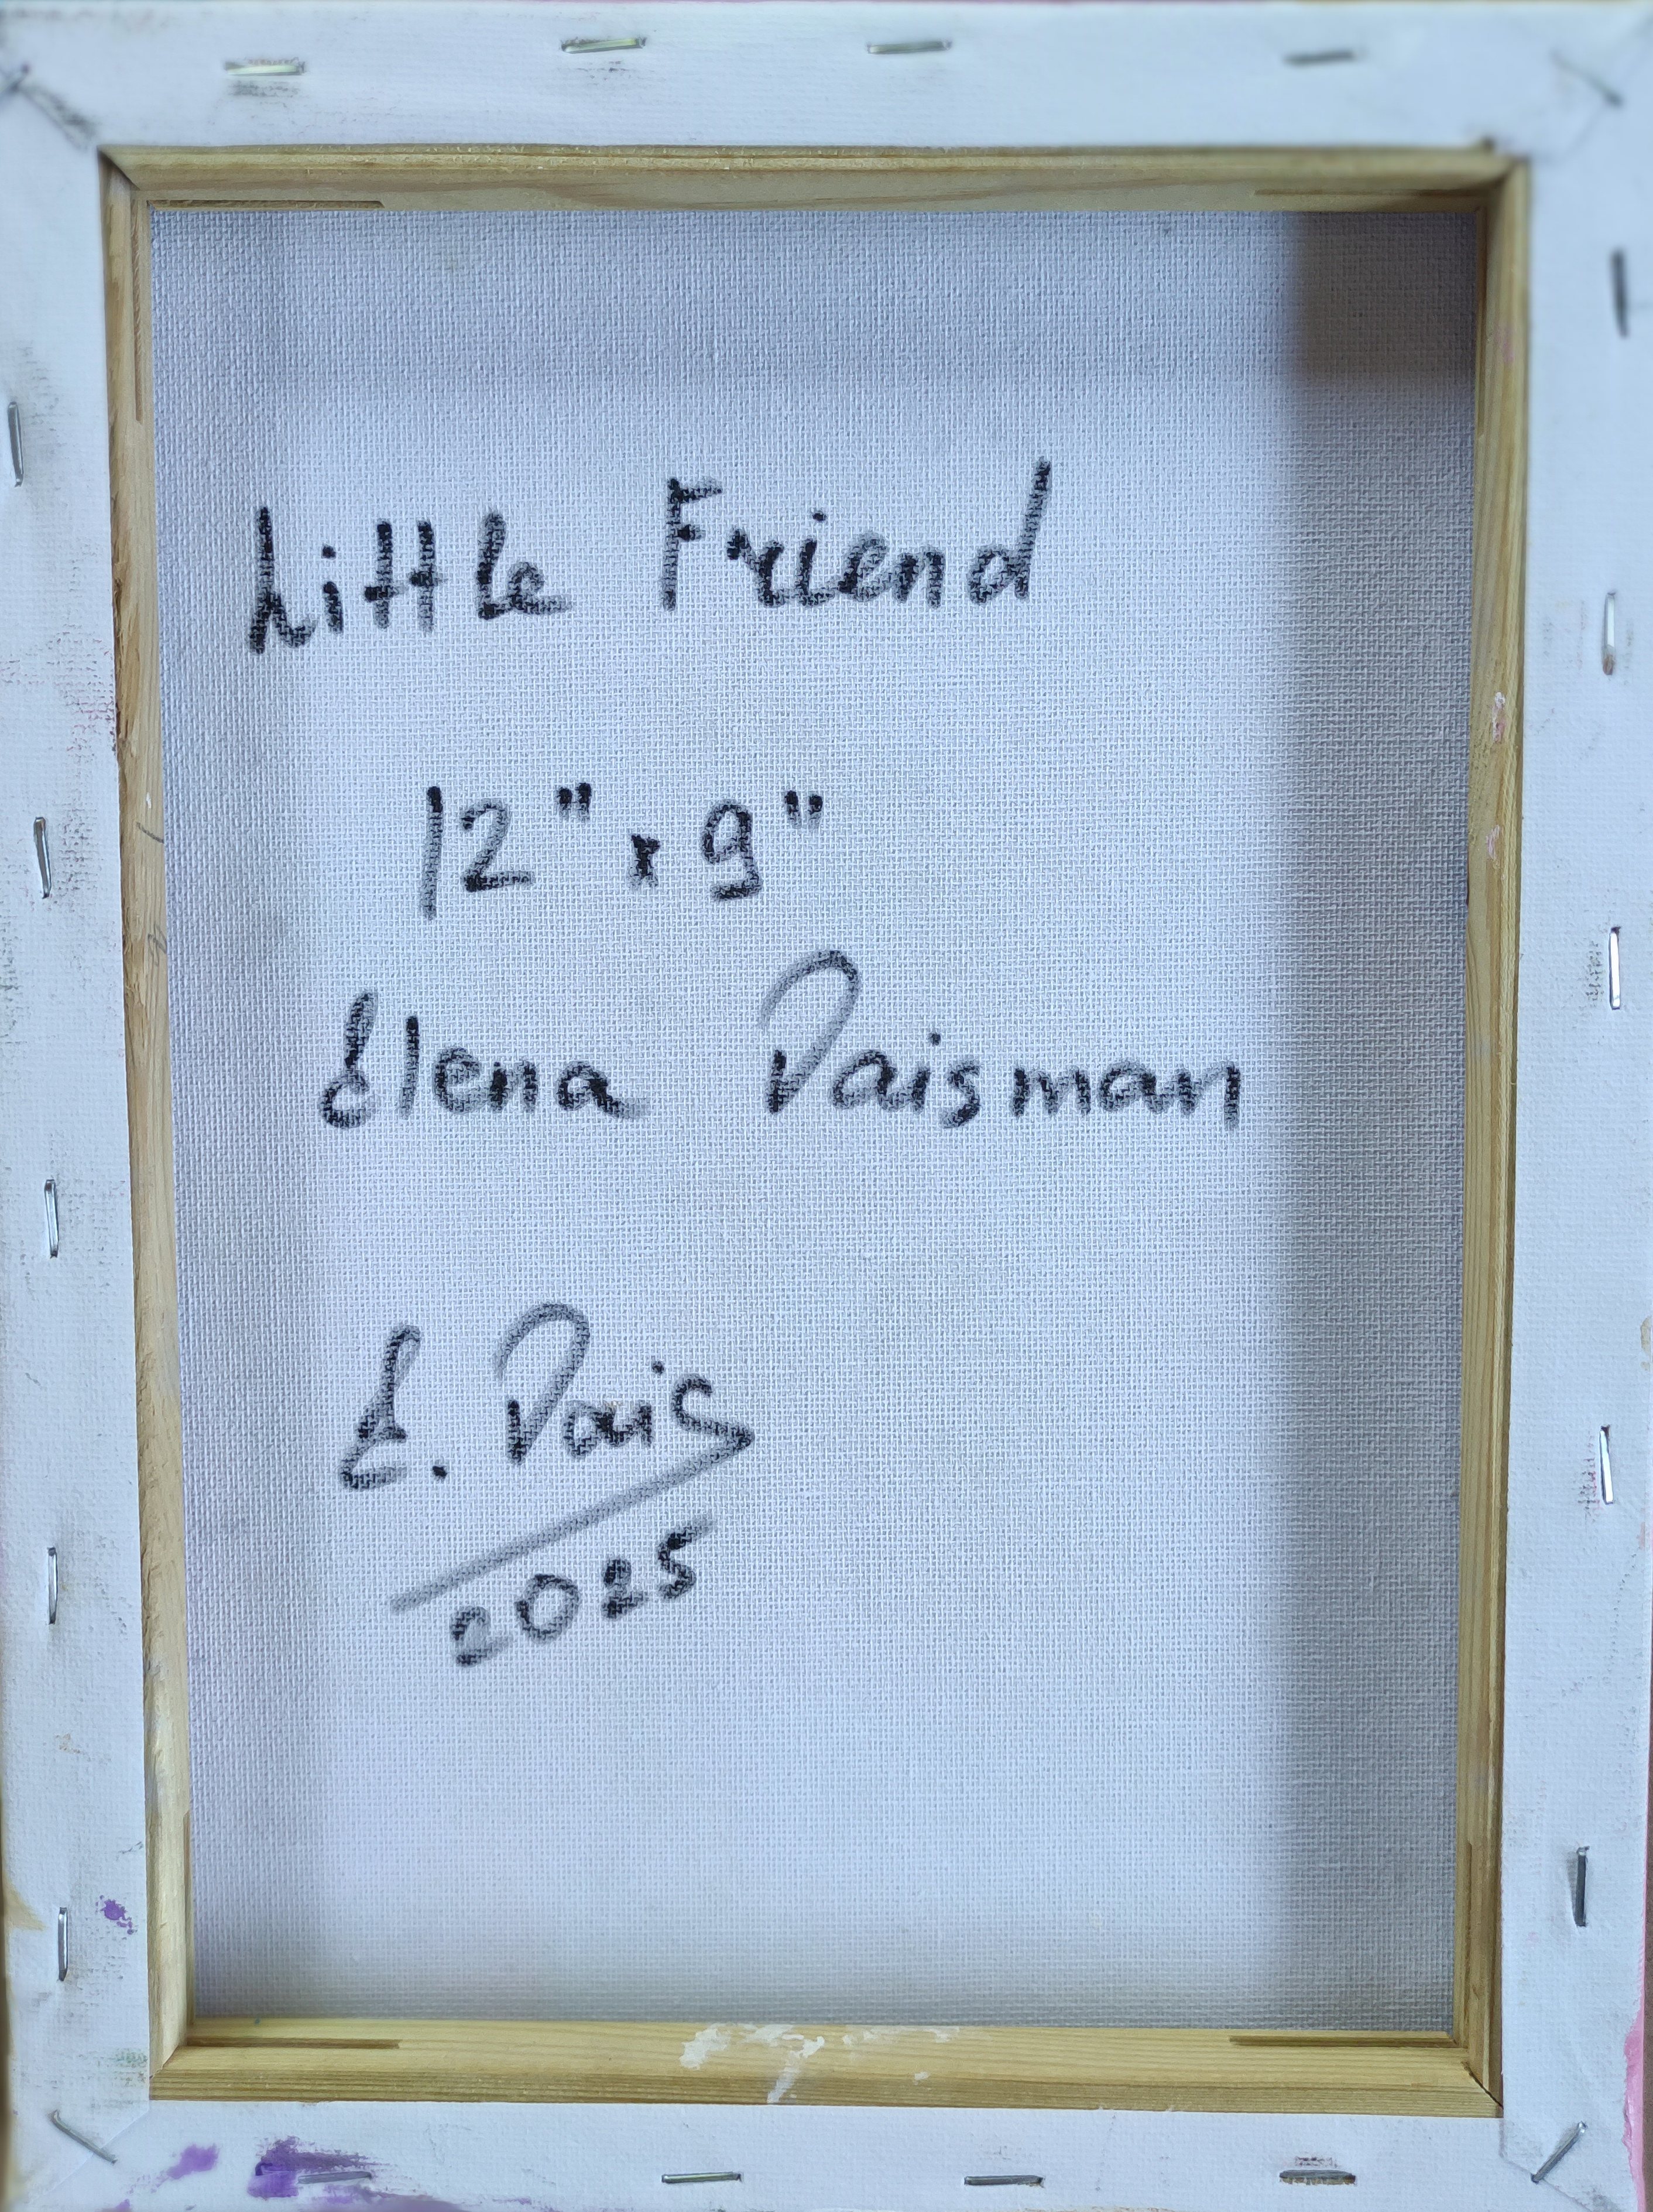 Little Friend
12" x 9"
Elena Daisman
E. Dais
2025